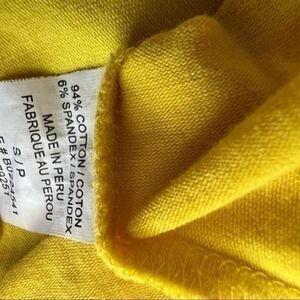 94% COTTON / COTON
6% SPANDEX / SPANDEX
MADE IN PERU
FABRIQUE AU PEROU
S / P